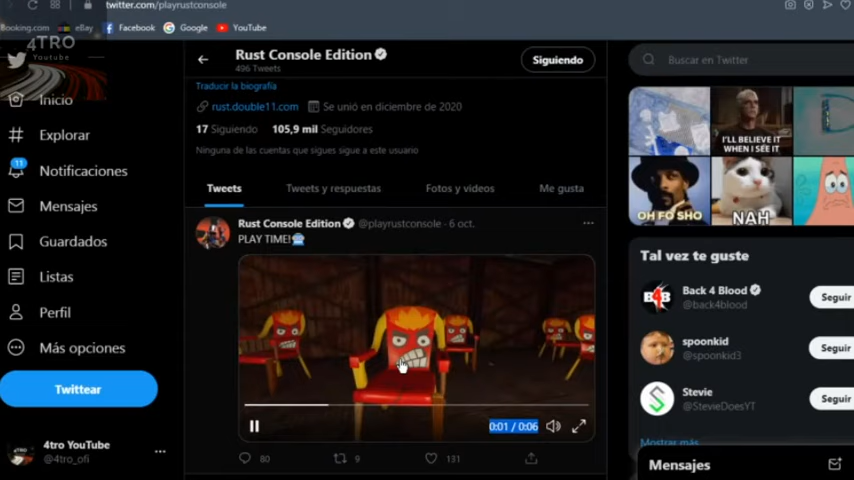 twitter.com/playrustconsole
Booking.com
eBay
Facebook
Google
YouTube
4TRO
Youtube
Rust Console Edition
496 Tweets
Siguiendo
Buscar en Twitter
Traducir la biografía
rust.double11.com
Se unió en diciembre de 2020
17 Siguiendo 105,9 mil Seguidores
Ninguna de las cuentas que sigues sigue a este usuario
Inicio
Explorar
11
Notificaciones
Mensajes
Guardados
Listas
Perfil
Más opciones
Twittear
4tro YouTube
@4tro_ofi
Tweets
Tweets y respuestas
Fotos y videos
Me gusta
Rust Console Edition @playrustconsole · 6 oct.
PLAY TIME!
0:01 / 0:06
80
9
131
I'LL BELIEVE IT
WHEN I SEE IT
OH FO SHO
NAH
Tal vez te guste
B4B
Back 4 Blood
@back4blood
Seguir
spoonkid
@spoonkid3
Seguir
Stevie
@StevieDoesYT
Seguir
Mostrar más
Mensajes